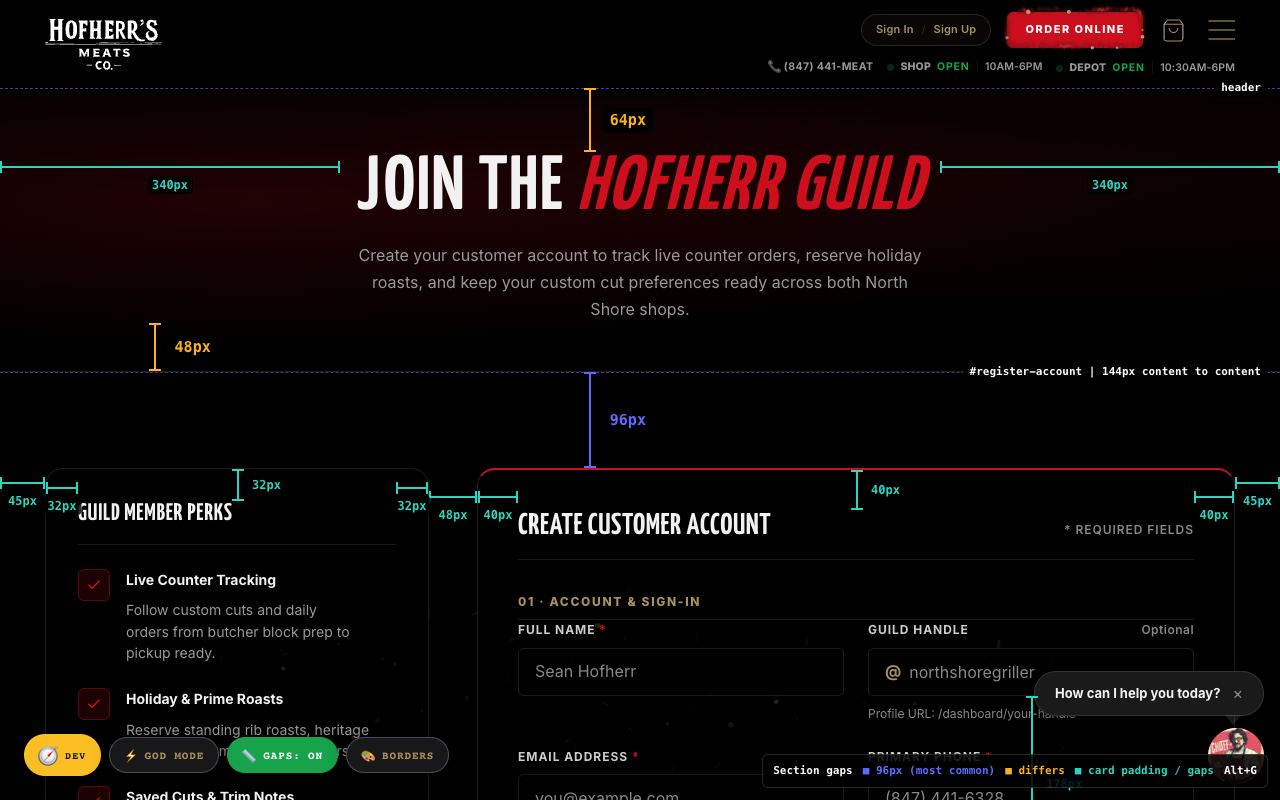 HOFHERR'S
MEATS
CO.
Sign In / Sign Up
ORDER ONLINE
(847) 441-MEAT
SHOP OPEN 10AM-6PM
DEPOT OPEN 10:30AM-6PM
header
64px
340px
340px
JOIN THE HOFHERR GUILD
Create your customer account to track live counter orders, reserve holiday
roasts, and keep your custom cut preferences ready across both North
Shore shops.
48px
#register-account | 144px content to content
96px
45px
32px
32px
32px
48px
40px
40px
40px
45px
GUILD MEMBER PERKS
Live Counter Tracking
Follow custom cuts and daily
orders from butcher block prep to
pickup ready.
Holiday & Prime Roasts
Reserve standing rib roasts, heritage
Saved Cuts & Trim Notes
CREATE CUSTOMER ACCOUNT
* REQUIRED FIELDS
01 · ACCOUNT & SIGN-IN
FULL NAME *
Sean Hofherr
GUILD HANDLE
Optional
@ northshoregriller
Profile URL: /dashboard/your-handle
EMAIL ADDRESS *
you@example.com
PRIMARY PHONE *
(847) 441-6328
178px
How can I help you today? ×
DEV
GOD MODE
GAPS: ON
BORDERS
Section gaps 96px (most common) differs card padding / gaps Alt+G